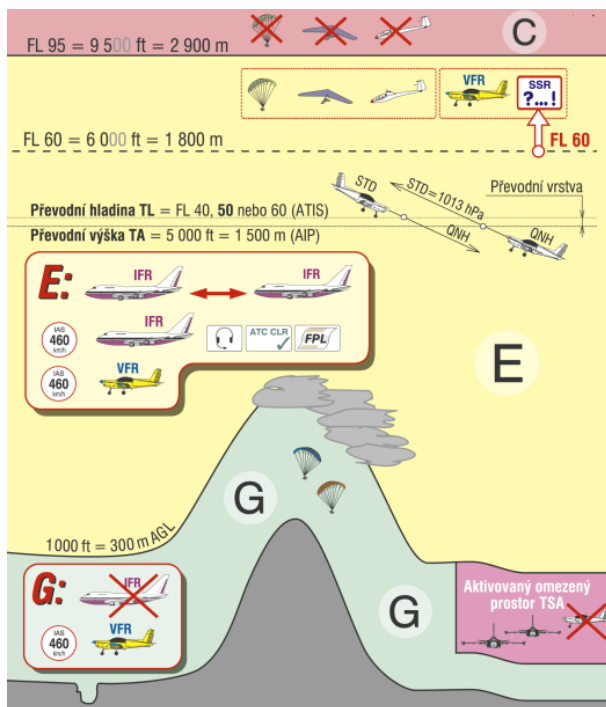 FL 95 = 9 500 ft = 2 900 m
C
VFR
SSR
?...!
FL 60 = 6 000 ft = 1 800 m
FL 60
STD
STD=1013 hPa
Převodní vrstva
Převodní hladina TL = FL 40, 50 nebo 60 (ATIS)
Převodní výška TA = 5 000 ft = 1 500 m (AIP)
QNH
QNH
E:
IFR
IFR
IAS
460
km/h
IFR
ATC CLR
FPL
IAS
460
km/h
VFR
E
G
1000 ft = 300 m AGL
G:
IFR
IAS
460
km/h
VFR
G
Aktivovaný omezený
prostor TSA